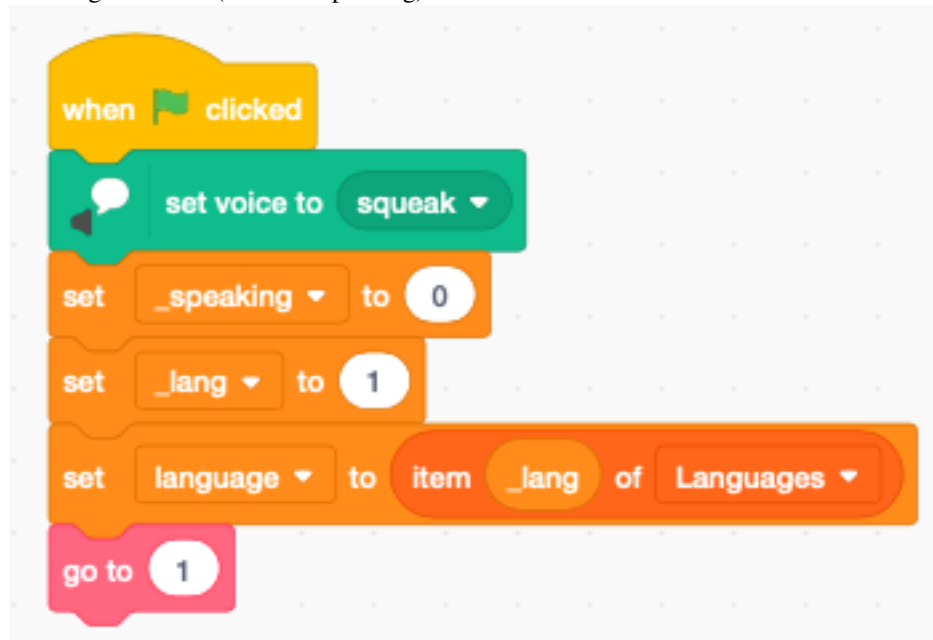 when clicked
set voice to squeak
set _speaking to 0
set _lang to 1
set language to item _lang of Languages
go to 1